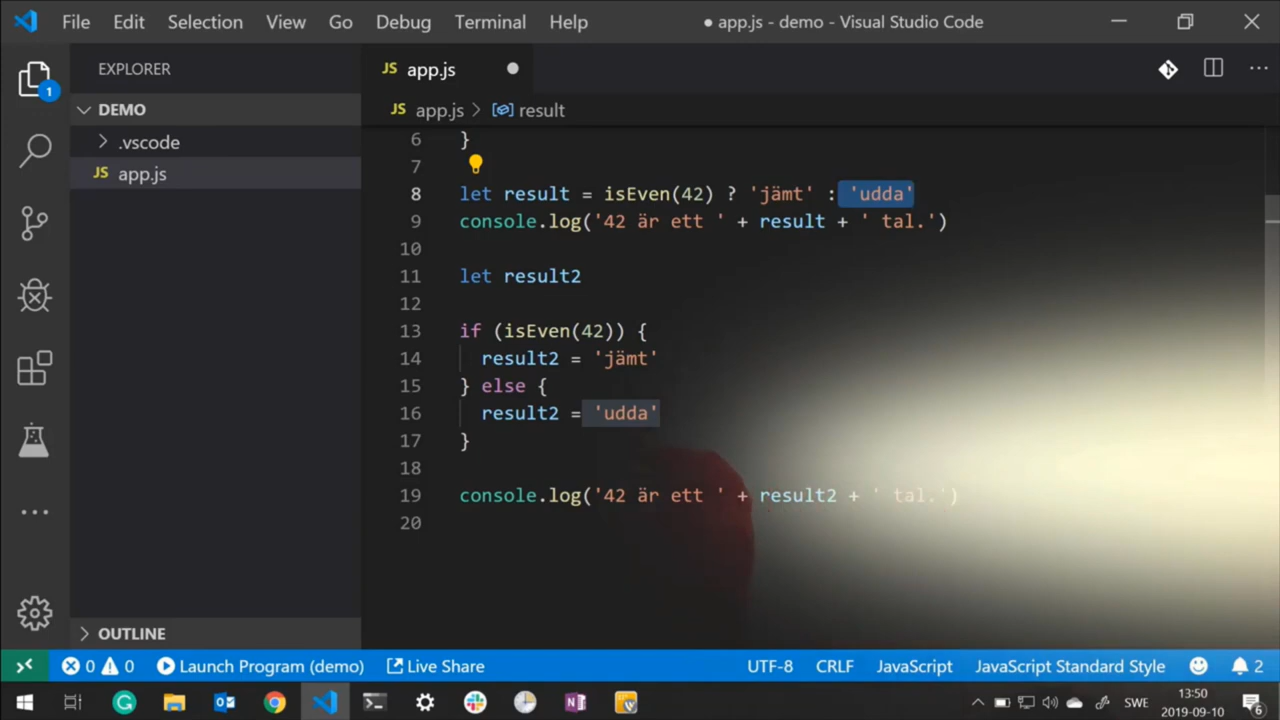 File Edit Selection View Go Debug Terminal Help
● app.js - demo - Visual Studio Code
EXPLORER
JS app.js
DEMO
JS app.js > result
1
.vscode
JS app.js
6 }
7
8 let result = isEven(42) ? 'jämt' : 'udda'
9 console.log('42 är ett ' + result + ' tal.')
10
11 let result2
12
13 if (isEven(42)) {
14 result2 = 'jämt'
15 } else {
16 result2 = 'udda'
17 }
18
19 console.log('42 är ett ' + result2 + ' tal.')
20
OUTLINE
0 0 Launch Program (demo) Live Share UTF-8 CRLF JavaScript JavaScript Standard Style 2
SWE 13:50
2019-09-10 6